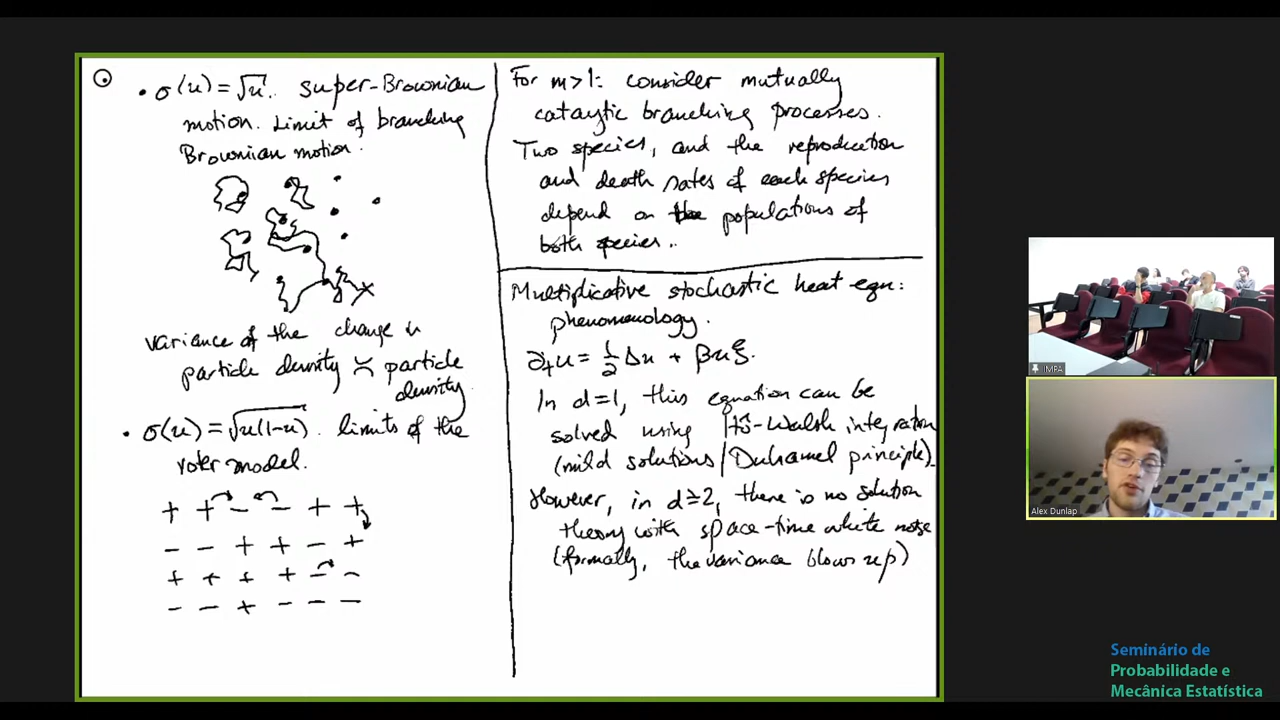 • σ(u) = √u. super-Brownian
motion. Limit of branching
Brownian motion.
variance of the change in
particle density ≍ particle
density.
• σ(u) = √u(1-u). limits of the
voter model.
+ + - - + +
- - + + - +
+ + + + - -
- - + - - -
For m>1: consider mutually
cataytic branching processes.
Two species, and the reproduction
and death rates of each species
depend on the populations of
both species.
Multiplicative stochastic heat eqn:
phenomenology.
∂tu = 1/2 Δu + βuξ.
In d=1, this equation can be
solved using Itô-Walsh integration
(mild solutions/Duhamel principle).
However, in d≥2, there is no solution
theory with space-time white noise
(formally, the variance blows up)
IMPA
Alex Dunlap
Seminário de
Probabilidade e
Mecânica Estatística